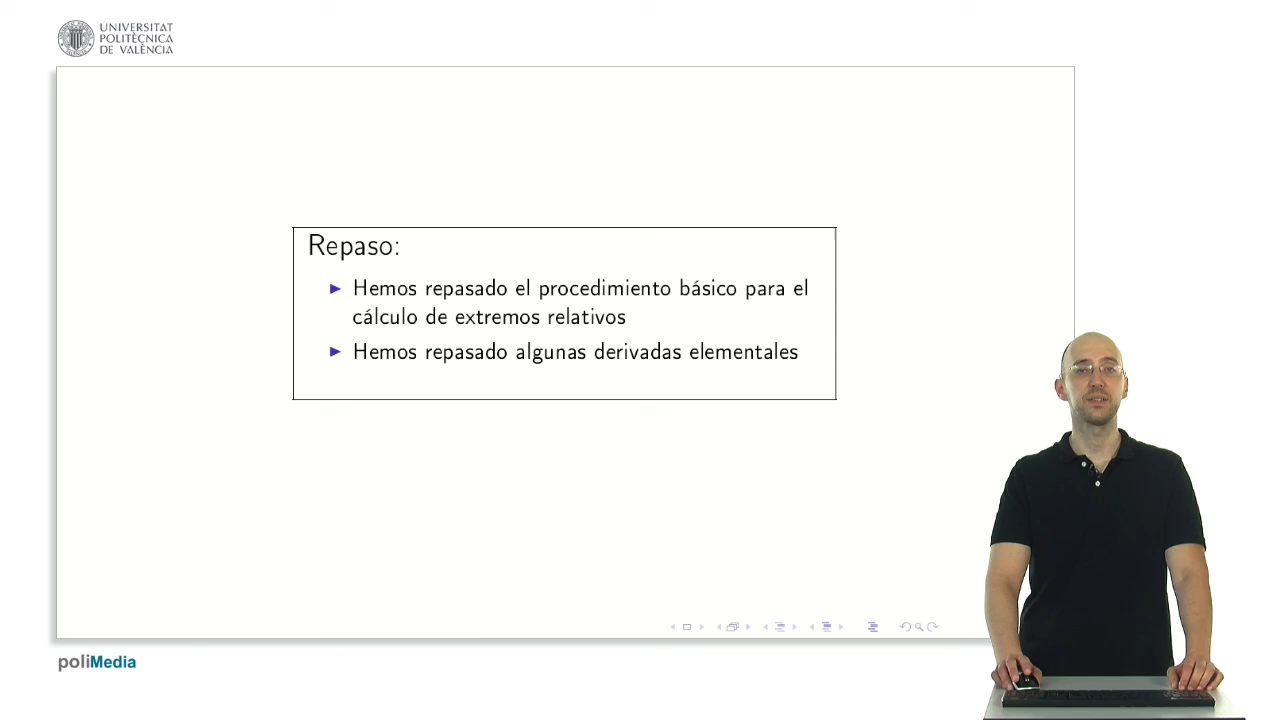 UNIVERSITAT
POLITÈCNICA
DE VALÈNCIA
Repaso:
Hemos repasado el procedimiento básico para el
cálculo de extremos relativos
Hemos repasado algunas derivadas elementales
poliMedia